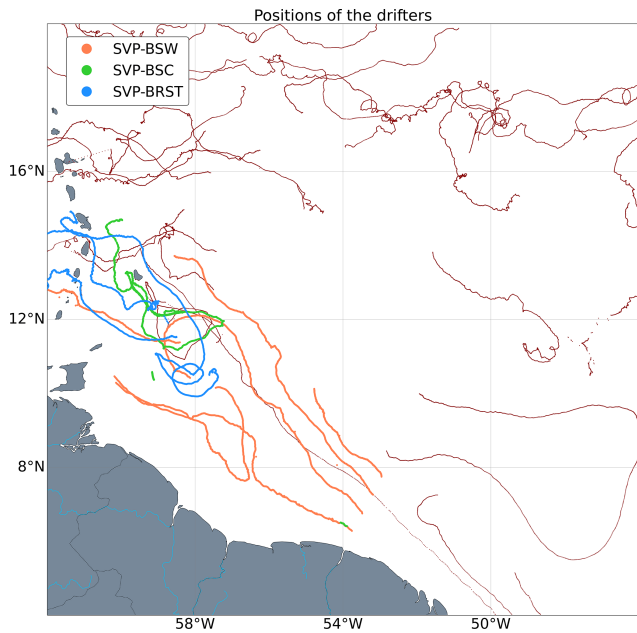 Positions of the drifters
SVP-BSW
SVP-BSC
SVP-BRST
16°N
12°N
8°N
58°W
54°W
50°W